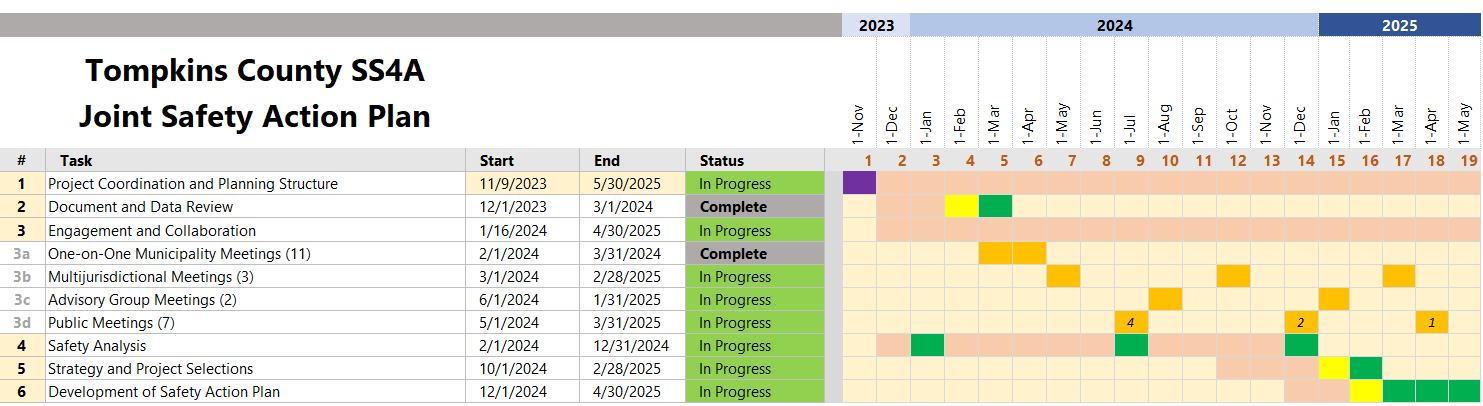 2023 2024 2025
Tompkins County SS4A
Joint Safety Action Plan
1-Nov 1-Dec 1-Jan 1-Feb 1-Mar 1-Apr 1-May 1-Jun 1-Jul 1-Aug 1-Sep 1-Oct 1-Nov 1-Dec 1-Jan 1-Feb 1-Mar 1-Apr 1-May
# Task Start End Status 1 2 3 4 5 6 7 8 9 10 11 12 13 14 15 16 17 18 19
1 Project Coordination and Planning Structure 11/9/2023 5/30/2025 In Progress
2 Document and Data Review 12/1/2023 3/1/2024 Complete
3 Engagement and Collaboration 1/16/2024 4/30/2025 In Progress
3a One-on-One Municipality Meetings (11) 2/1/2024 3/31/2024 Complete
3b Multijurisdictional Meetings (3) 3/1/2024 2/28/2025 In Progress
3c Advisory Group Meetings (2) 6/1/2024 1/31/2025 In Progress
3d Public Meetings (7) 5/1/2024 3/31/2025 In Progress 4 2 1
4 Safety Analysis 2/1/2024 12/31/2024 In Progress
5 Strategy and Project Selections 10/1/2024 2/28/2025 In Progress
6 Development of Safety Action Plan 12/1/2024 4/30/2025 In Progress